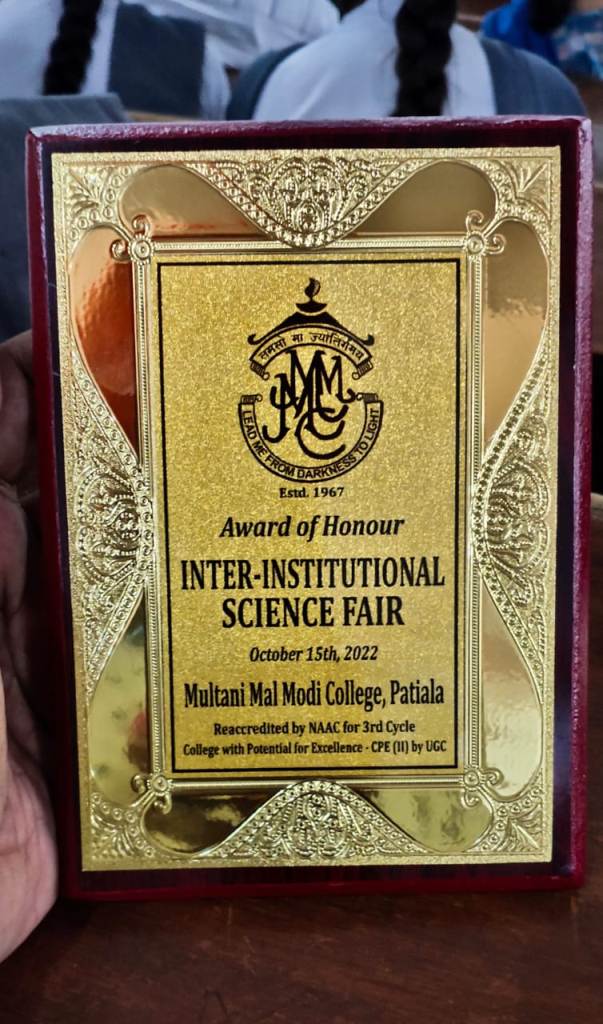 तमसो मा ज्योतिर्गमय
MMMC
LEAD ME FROM DARKNESS TO LIGHT
Estd. 1967
Award of Honour
INTER-INSTITUTIONAL
SCIENCE FAIR
October 15th, 2022
Multani Mal Modi College, Patiala
Reaccredited by NAAC for 3rd Cycle
College with Potential for Excellence - CPE (II) by UGC